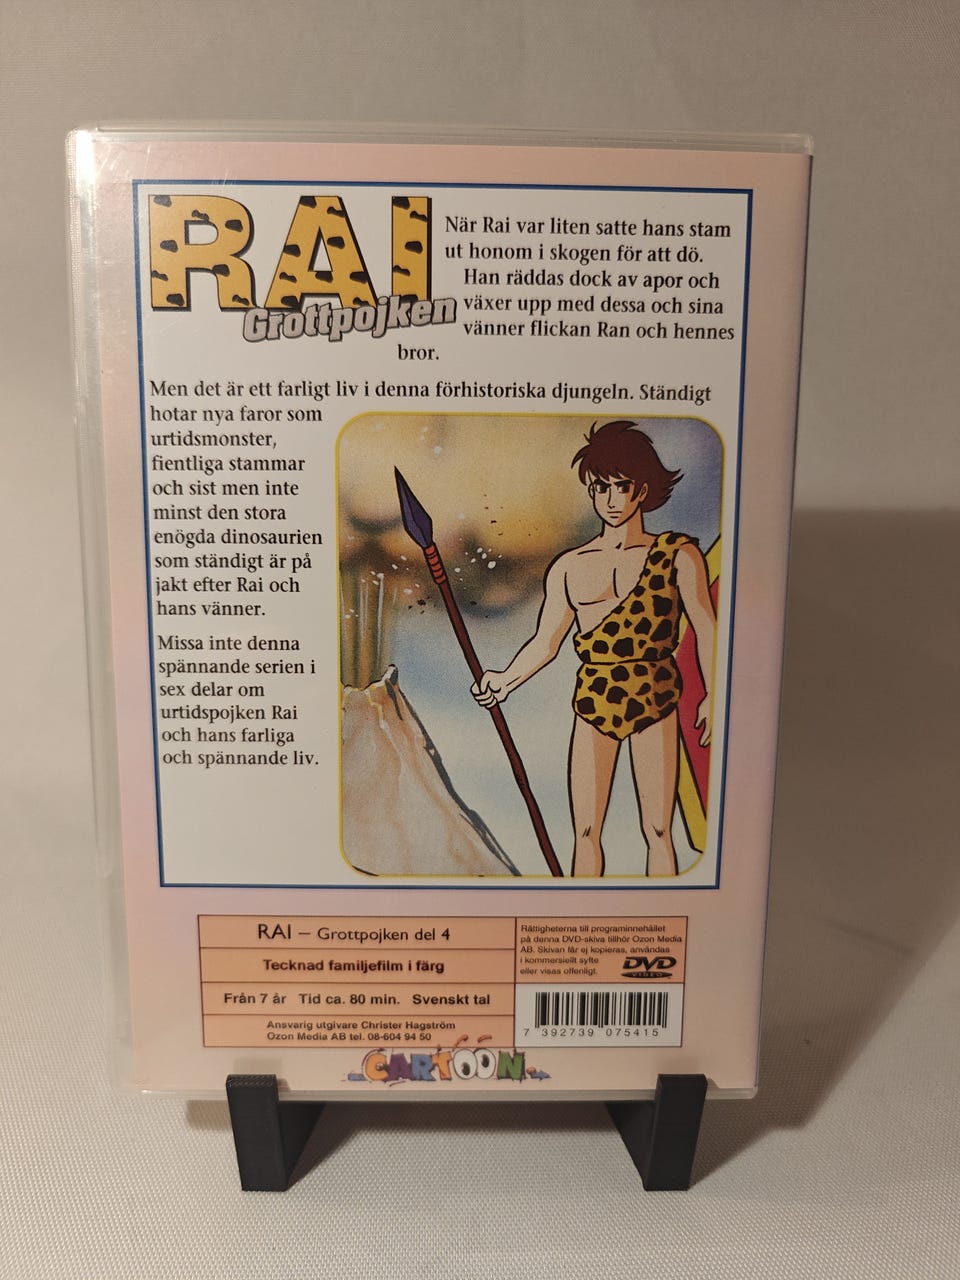 RAI
Grottpojken
När Rai var liten satte hans stam
ut honom i skogen för att dö.
Han räddas dock av apor och
växer upp med dessa och sina
vänner flickan Ran och hennes
bror.
Men det är ett farligt liv i denna förhistoriska djungeln. Ständigt
hotar nya faror som
urtidsmonster,
fientliga stammar
och sist men inte
minst den stora
enögda dinosaurien
som ständigt är på
jakt efter Rai och
hans vänner.
Missa inte denna
spännande serien i
sex delar om
urtidspojken Rai
och hans farliga
och spännande liv.
RAI – Grottpojken del 4
Tecknad familjefilm i färg
Från 7 år Tid ca. 80 min. Svenskt tal
Ansvarig utgivare Christer Hagström
Ozon Media AB tel. 08-604 94 50
Rättigheterna till programinnehållet
på denna DVD-skiva tillhör Ozon Media
AB. Skivan får ej kopieras, användas
i kommersiellt syfte
eller visas offentligt.
DVD
VIDEO
7 392739 075415
CARTOON